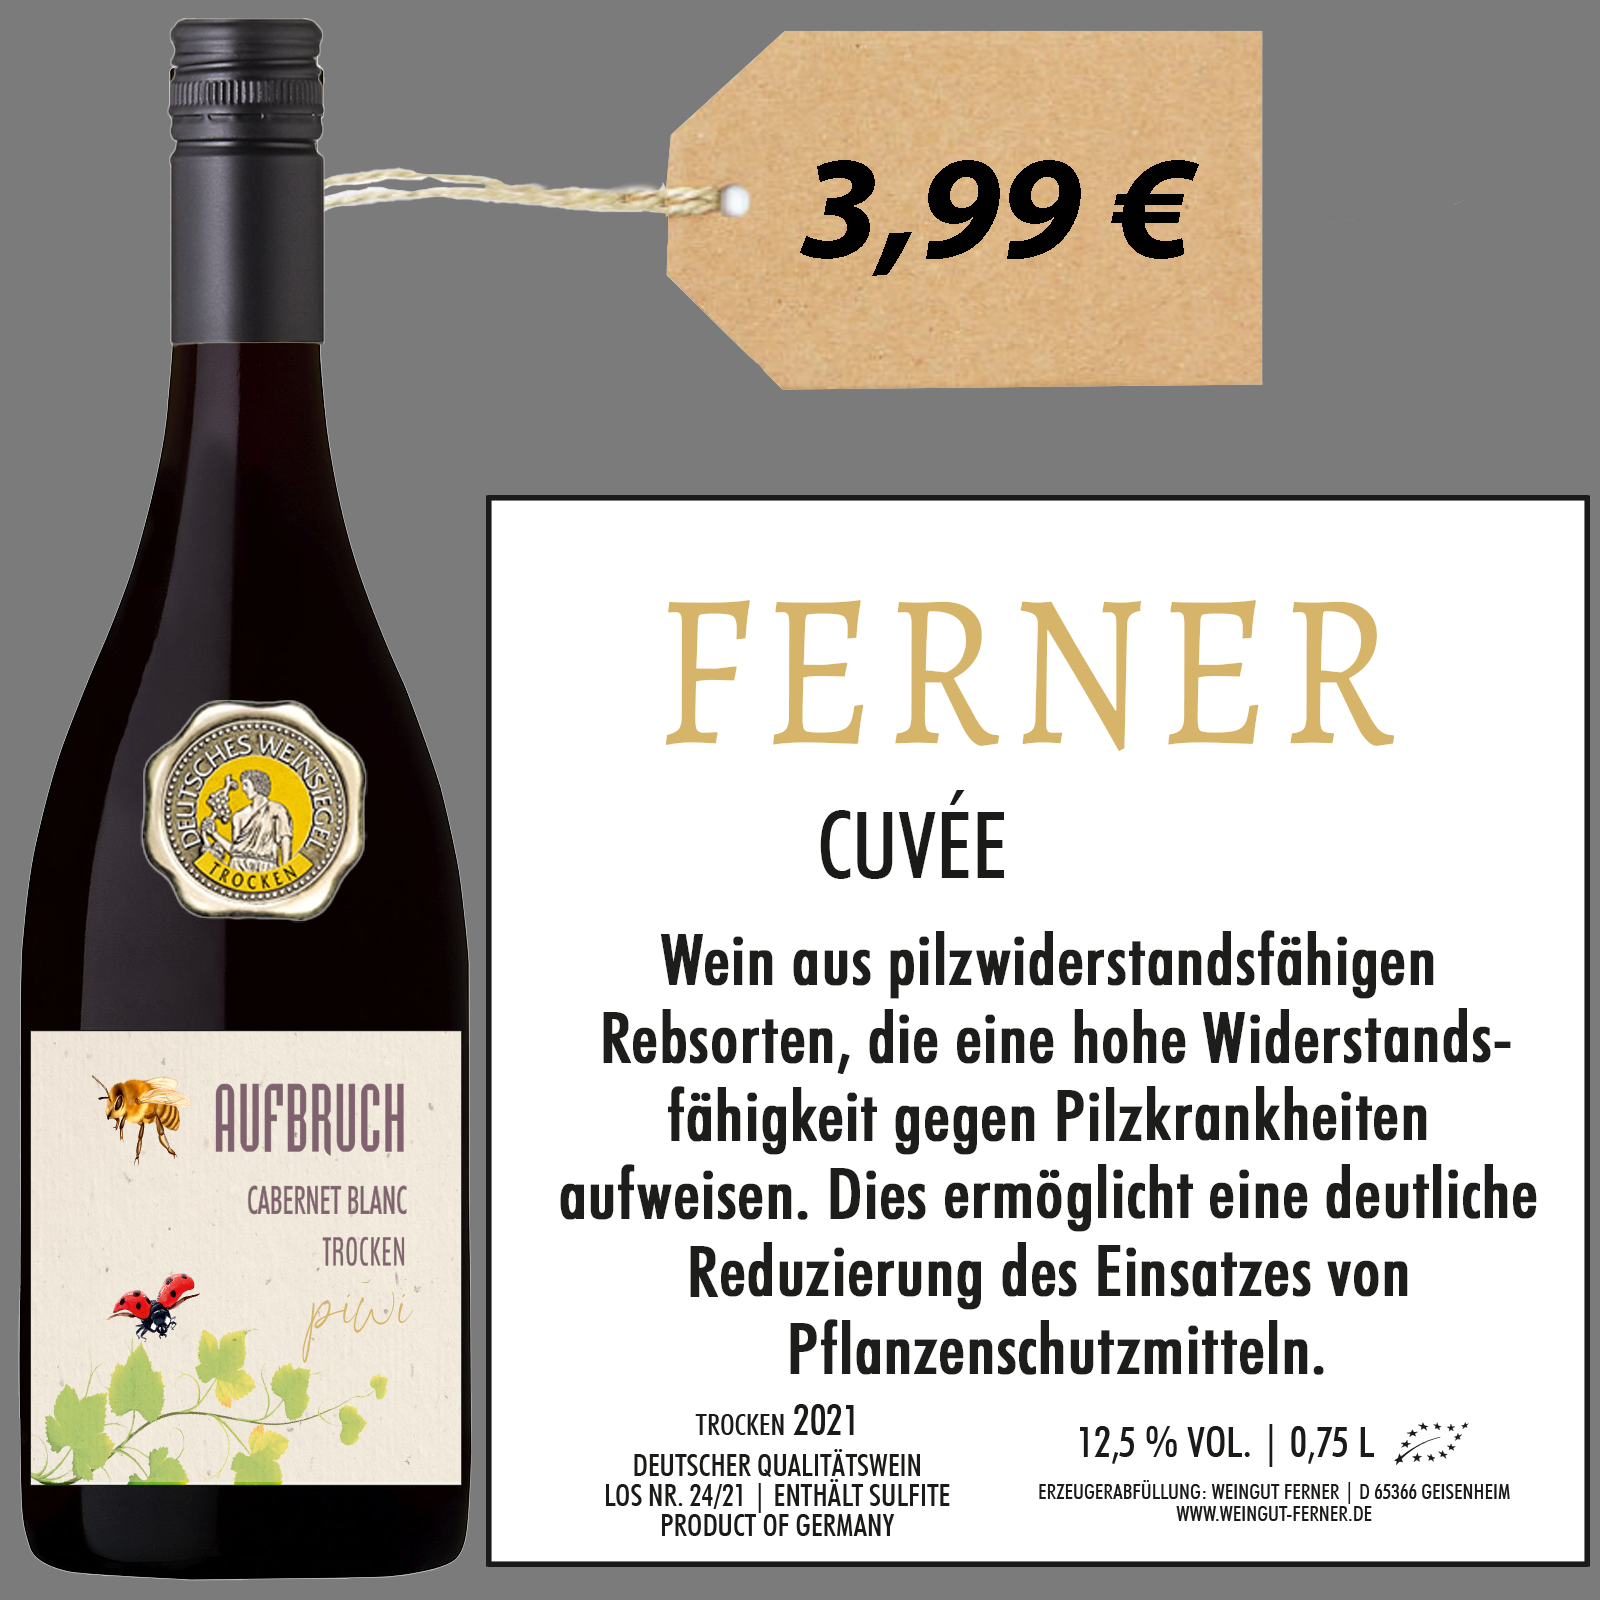 3,99 €
DEUTSCHES WEINSIEGEL
TROCKEN
AUFBRUCH
CABERNET BLANC
TROCKEN
piwi
FERNER
CUVÉE
Wein aus pilzwiderstandsfähigen
Rebsorten, die eine hohe Widerstands-
fähigkeit gegen Pilzkrankheiten
aufweisen. Dies ermöglicht eine deutliche
Reduzierung des Einsatzes von
Pflanzenschutzmitteln.
TROCKEN 2021
DEUTSCHER QUALITÄTSWEIN
LOS NR. 24/21 | ENTHÄLT SULFITE
PRODUCT OF GERMANY
12,5 % VOL. | 0,75 L
ERZEUGERABFÜLLUNG: WEINGUT FERNER | D 65366 GEISENHEIM
WWW.WEINGUT-FERNER.DE